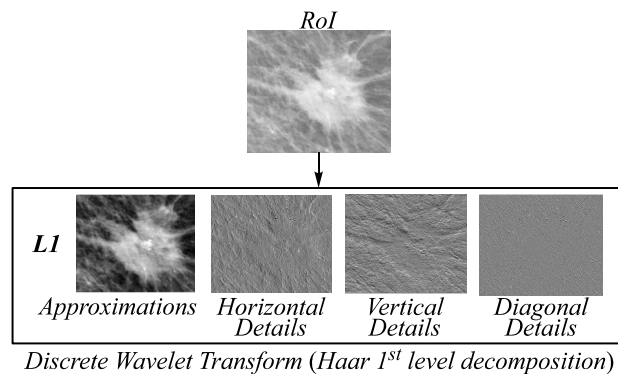 RoI
L1
Approximations
Horizontal Details
Vertical Details
Diagonal Details
Discrete Wavelet Transform (Haar 1st level decomposition)